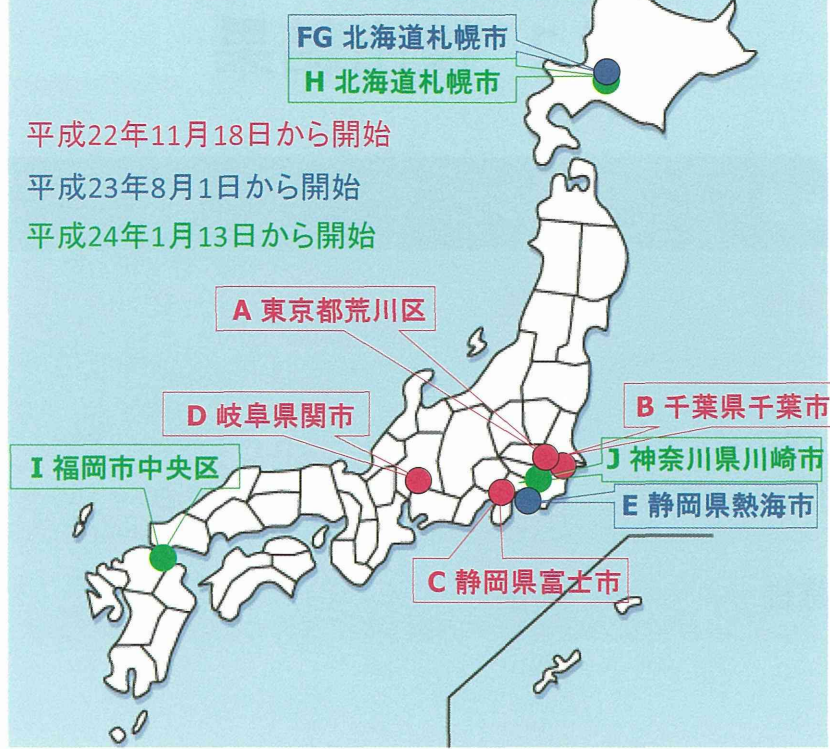 FG 北海道札幌市
H 北海道札幌市
平成22年11月18日から開始
平成23年8月1日から開始
平成24年1月13日から開始
A 東京都荒川区
D 岐阜県関市
B 千葉県千葉市
I 福岡市中央区
J 神奈川県川崎市
E 静岡県熱海市
C 静岡県富士市